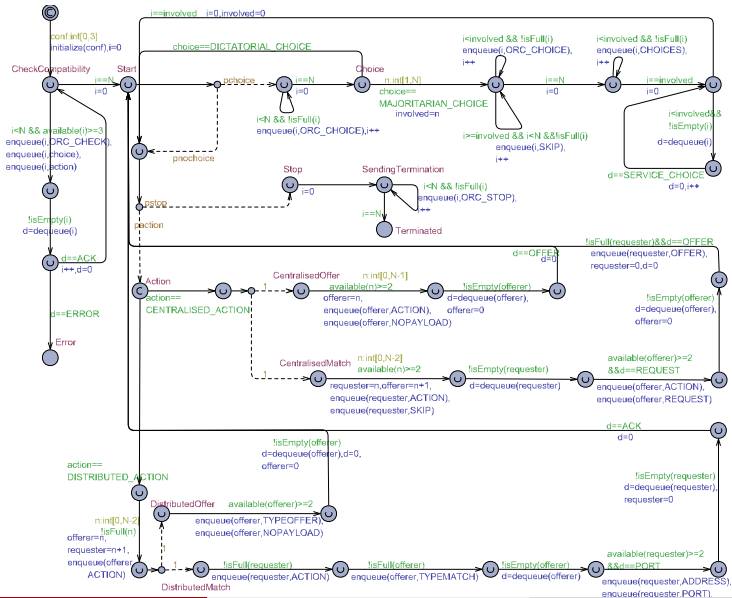 i==involved i=0,involved=0
conf:int[0,3]
initialize(conf),i=0
choice==DICTATORIAL_CHOICE
i<involved && !isFull(i)
enqueue(i,ORC_CHOICE),
i++
i<involved && !isFull(i)
enqueue(i,CHOICES),
i++
CheckCompatibility
i==N
i=0
Start
pchoice
i==N
i=0
Choice
n:int[1,N]
choice==
MAJORITARIAN_CHOICE
involved=n
i==N
i=0
i==involved
i=0
i<N && !isFull(i)
enqueue(i,ORC_CHOICE),i++
i>=involved && i<N &&!isFull(i)
enqueue(i,SKIP),
i++
i<involved&&
!isEmpty(i)
d=dequeue(i)
i<N && available(i)>=3
enqueue(i,ORC_CHECK),
enqueue(i,choice),
enqueue(i,action)
pnochoice
Stop
i=0
SendingTermination
i<N && !isFull(i)
enqueue(i,ORC_STOP),
i++
d==SERVICE_CHOICE
d=0,i++
pstop
paction
i==N
Terminated
!isEmpty(i)
d=dequeue(i)
d==ACK
i++,d=0
d==OFFER
d=0
!isFull(requester)&&d==OFFER
enqueue(requester,OFFER),
requester=0,d=0
Action
action==
CENTRALISED_ACTION
1
CentralisedOffer
n:int[0,N-1]
available(n)>=2
offerer=n,
enqueue(offerer,ACTION),
enqueue(offerer,NOPAYLOAD)
!isEmpty(offerer)
d=dequeue(offerer),
offerer=0
!isEmpty(offerer)
d=dequeue(offerer),
offerer=0
d==ERROR
Error
1
CentralisedMatch
n:int[0,N-2]
available(n)>=2
requester=n,offerer=n+1,
enqueue(requester,ACTION),
enqueue(requester,SKIP)
!isEmpty(requester)
d=dequeue(requester)
available(offerer)>=2
&&d==REQUEST
enqueue(offerer,ACTION),
enqueue(offerer,REQUEST)
d==ACK
d=0
!isEmpty(offerer)
d=dequeue(offerer),d=0,
offerer=0
action==
DISTRIBUTED_ACTION
!isEmpty(requester)
d=dequeue(requester),
requester=0
DistributedOffer
available(offerer)>=2
enqueue(offerer,TYPEOFFER),
enqueue(offerer,NOPAYLOAD)
n:int[0,N-2]
!isFull(n)
offerer=n,
requester=n+1,
enqueue(offerer,
ACTION)
1
1
DistributedMatch
!isFull(requester)
enqueue(requester,ACTION)
!isFull(offerer)
enqueue(offerer,TYPEMATCH)
!isEmpty(offerer)
d=dequeue(offerer)
available(requester)>=2
&&d==PORT
enqueue(requester,ADDRESS),
enqueue(requester,PORT),